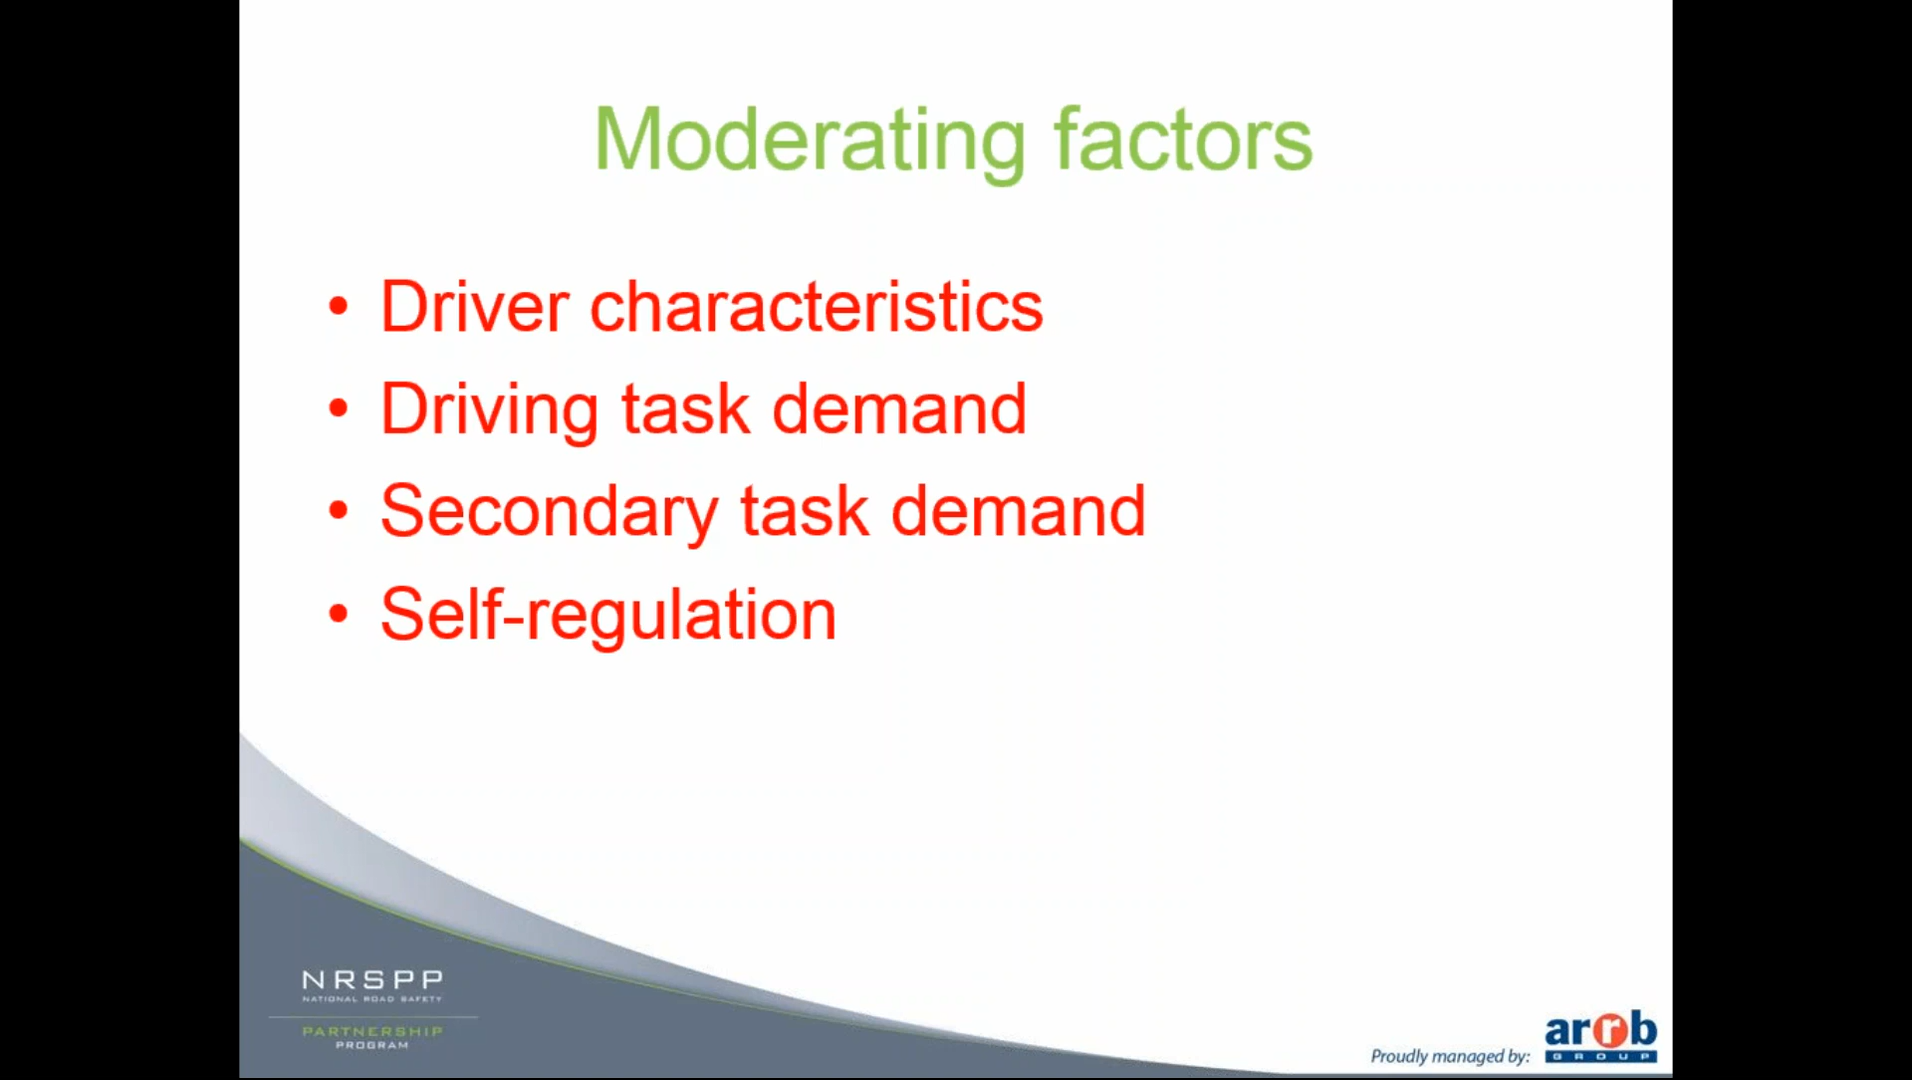 Moderating factors
• Driver characteristics
• Driving task demand
• Secondary task demand
• Self-regulation
NRSPP
NATIONAL ROAD SAFETY
PARTNERSHIP
PROGRAM
Proudly managed by:
arrb
GROUP